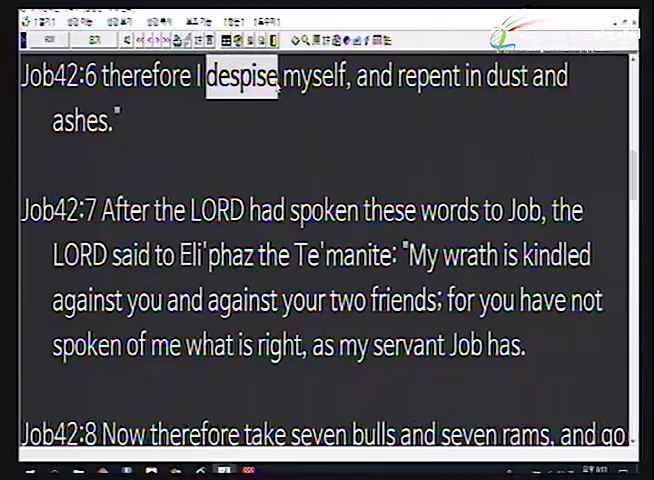 Job42:6 therefore I despise myself, and repent in dust and
ashes."
Job42:7 After the LORD had spoken these words to Job, the
LORD said to Eli'phaz the Te'manite: "My wrath is kindled
against you and against your two friends; for you have not
spoken of me what is right, as my servant Job has.
Job42:8 Now therefore take seven bulls and seven rams, and go